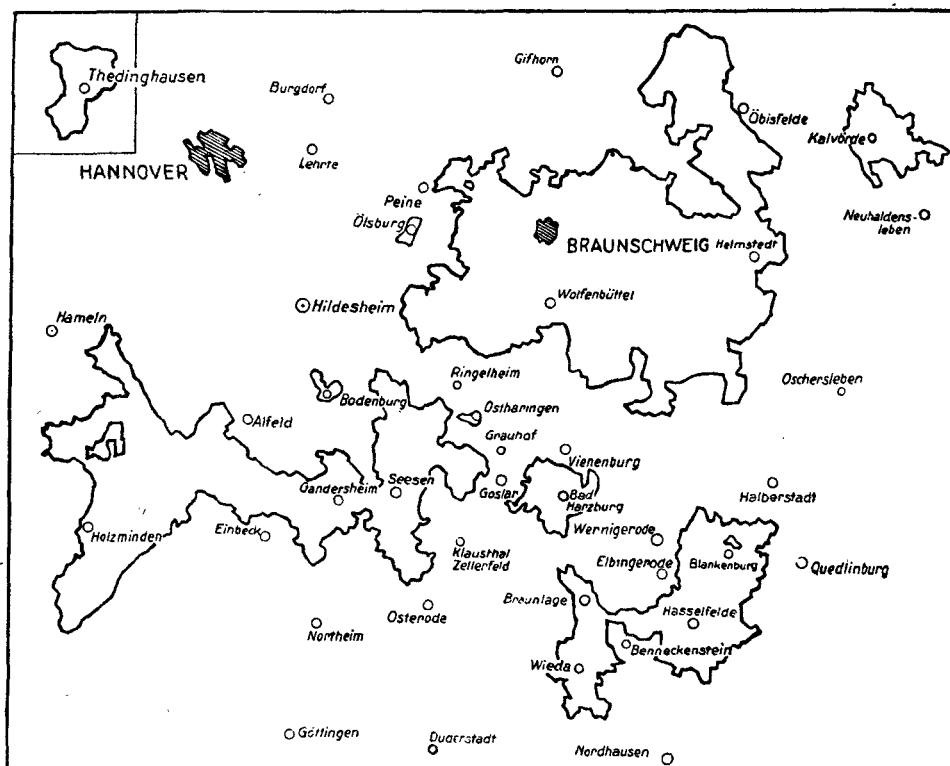 Thedinghausen
Gifhorn
Burgdorf
Öbisfelde
Kalvörde
HANNOVER
Lehrte
Peine
Ölsburg
Neuhaldens-
leben
BRAUNSCHWEIG
Helmstedt
Hildesheim
Wolfenbüttel
Hameln
Ringelheim
Oschersleben
Bodenburg
Ostharingen
Alfeld
Grauhof
Vienenburg
Seesen
Gandersheim
Goslar
Bad
Harzburg
Halberstadt
Holzminden
Einbeck
Klausthal
Zellerfeld
Wernigerode
Elbingerode
Blankenburg
Quedlinburg
Braunlage
Hasselfelde
Osterode
Northeim
Benneckenstein
Wieda
Göttingen
Duderstadt
Nordhausen